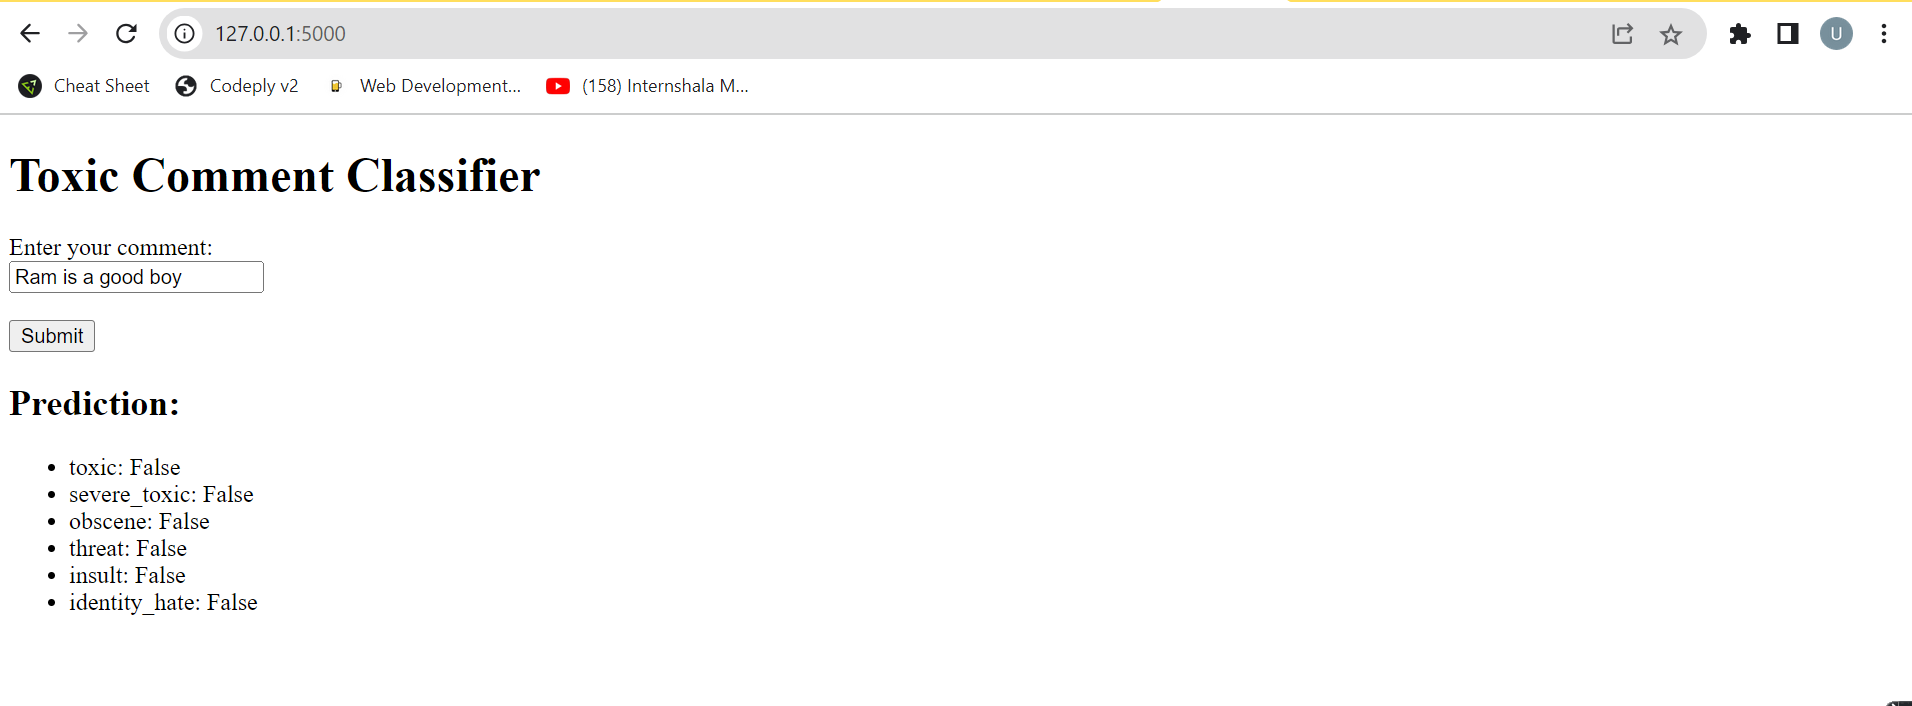 127.0.0.1:5000
U
Cheat Sheet Codeply v2 Web Development... (158) Internshala M...
Toxic Comment Classifier
Enter your comment:
Ram is a good boy
Submit
Prediction:
toxic: False
severe_toxic: False
obscene: False
threat: False
insult: False
identity_hate: False